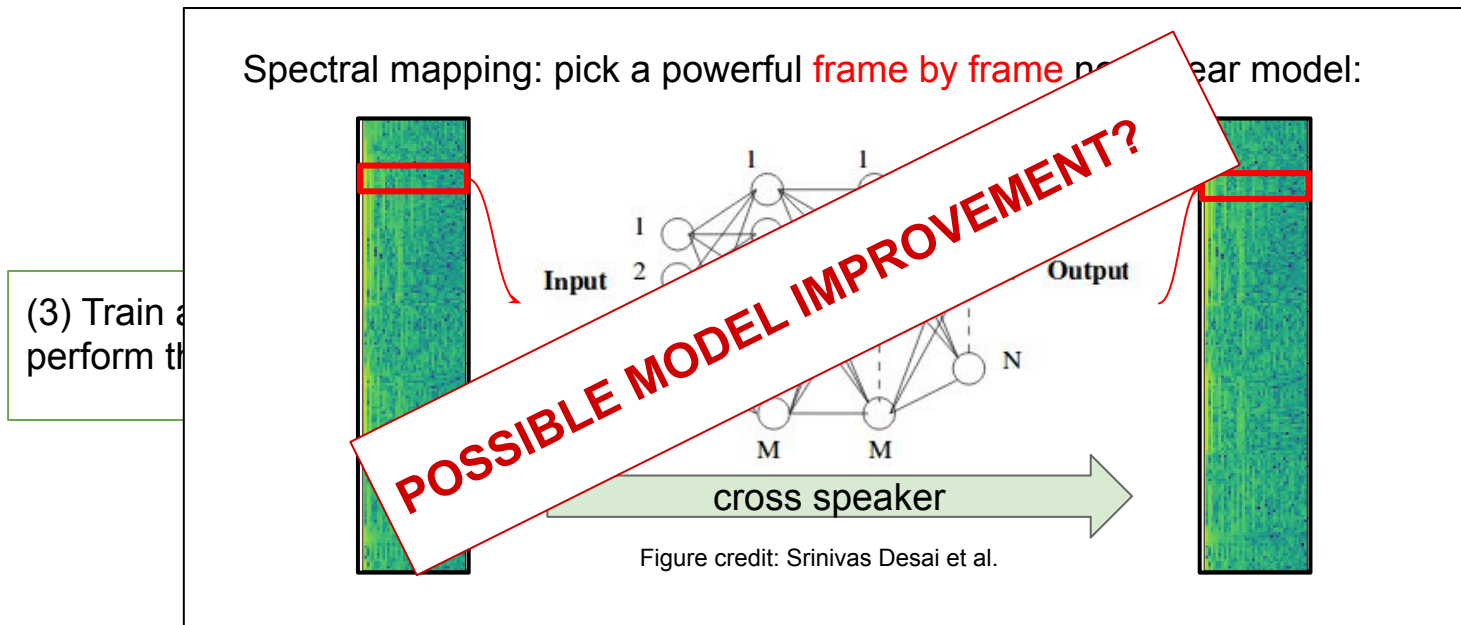 Spectral mapping: pick a powerful frame by frame ear model:
POSSIBLE MODEL IMPROVEMENT?
1 1
1
Input 2 Output
N
M M
(3) Train
perform
cross speaker
Figure credit: Srinivas Desai et al.